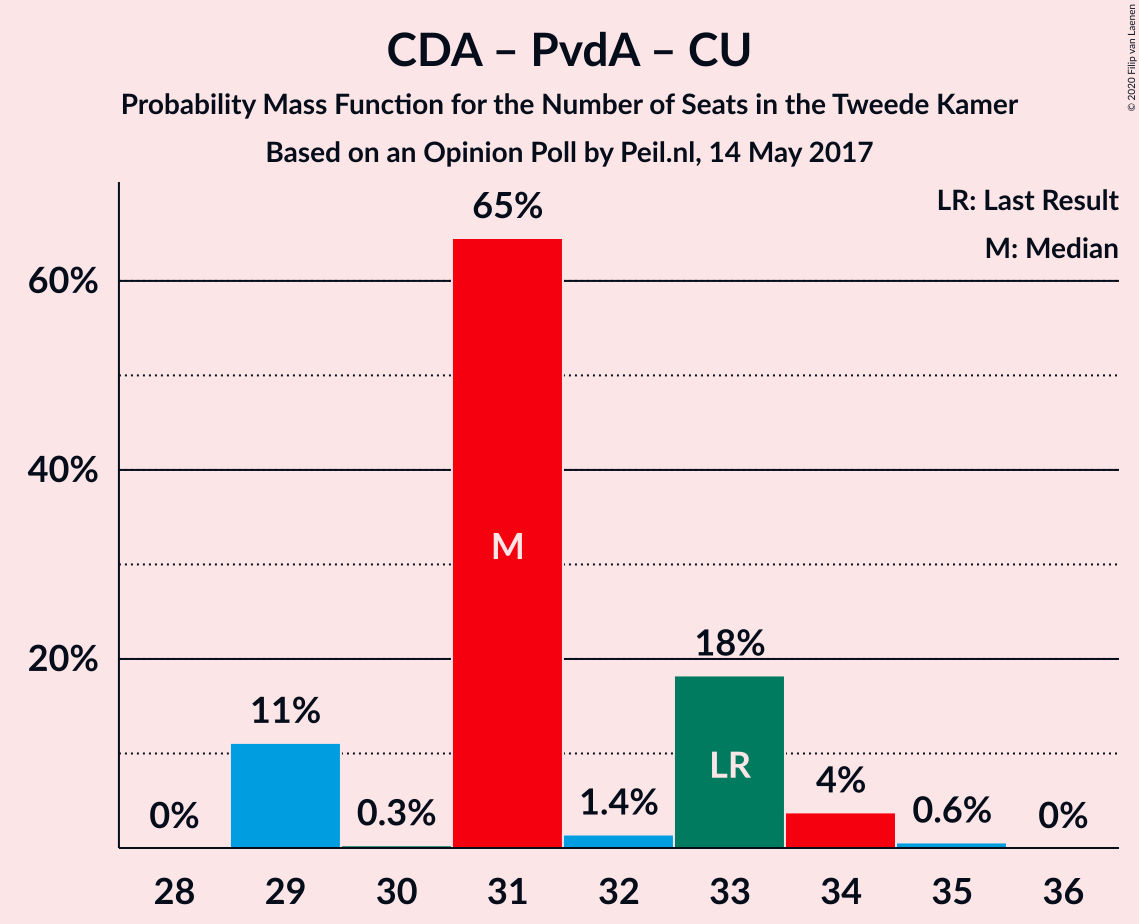 CDA – PvdA – CU
Probability Mass Function for the Number of Seats in the Tweede Kamer
Based on an Opinion Poll by Peil.nl, 14 May 2017
© 2020 Filip van Laenen
LR: Last Result
M: Median
60%
40%
20%
0%
11%
0.3%
65%
M
1.4%
18%
LR
4%
0.6%
0%
28 29 30 31 32 33 34 35 36